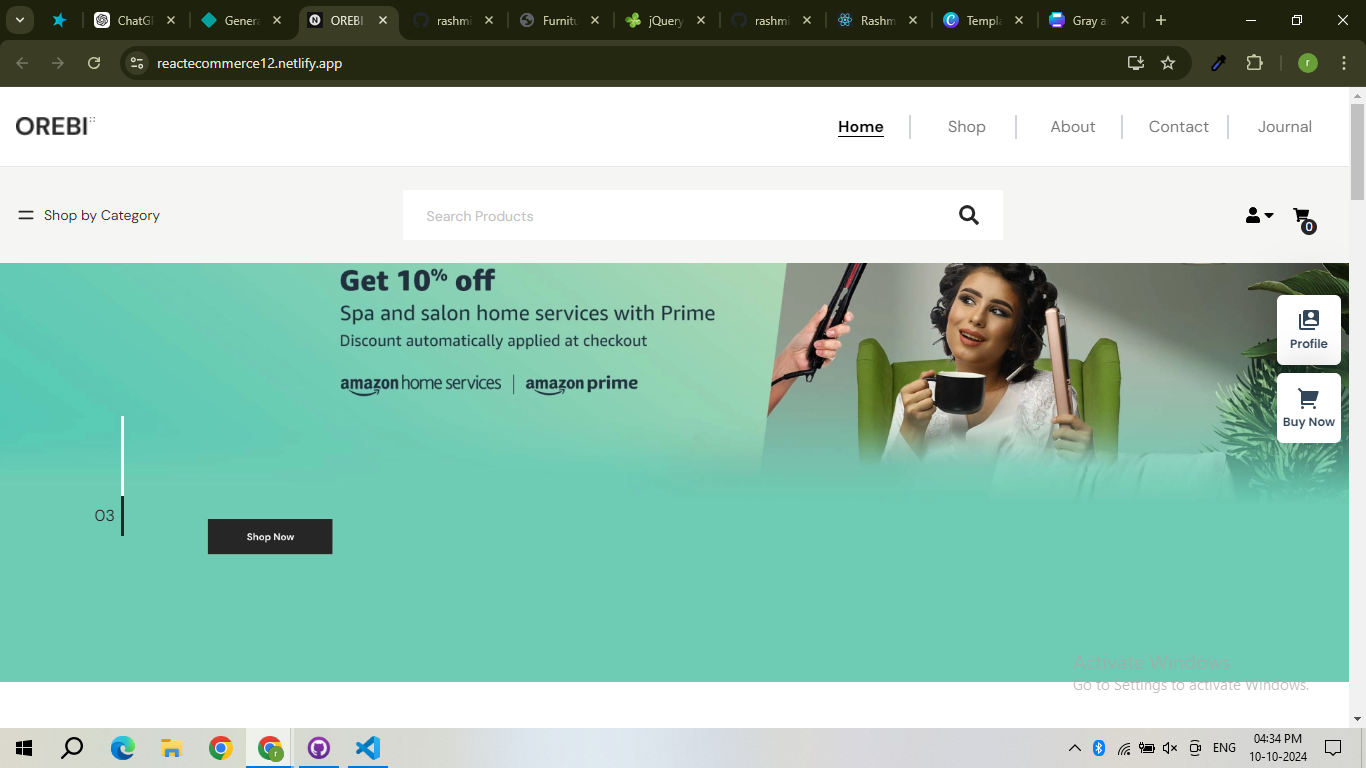 ChatGI
Genera
OREBI
rashmi
Furnitu
jQuery
rashmi
Rashm
Templa
Gray a
reactecommerce12.netlify.app
r
OREBI
Home
Shop
About
Contact
Journal
Shop by Category
Search Products
0
Get 10% off
Spa and salon home services with Prime
Discount automatically applied at checkout
amazon home services | amazon prime
Profile
Buy Now
03
Shop Now
Activate Windows
Go to Settings to activate Windows.
ENG
04:34 PM
10-10-2024